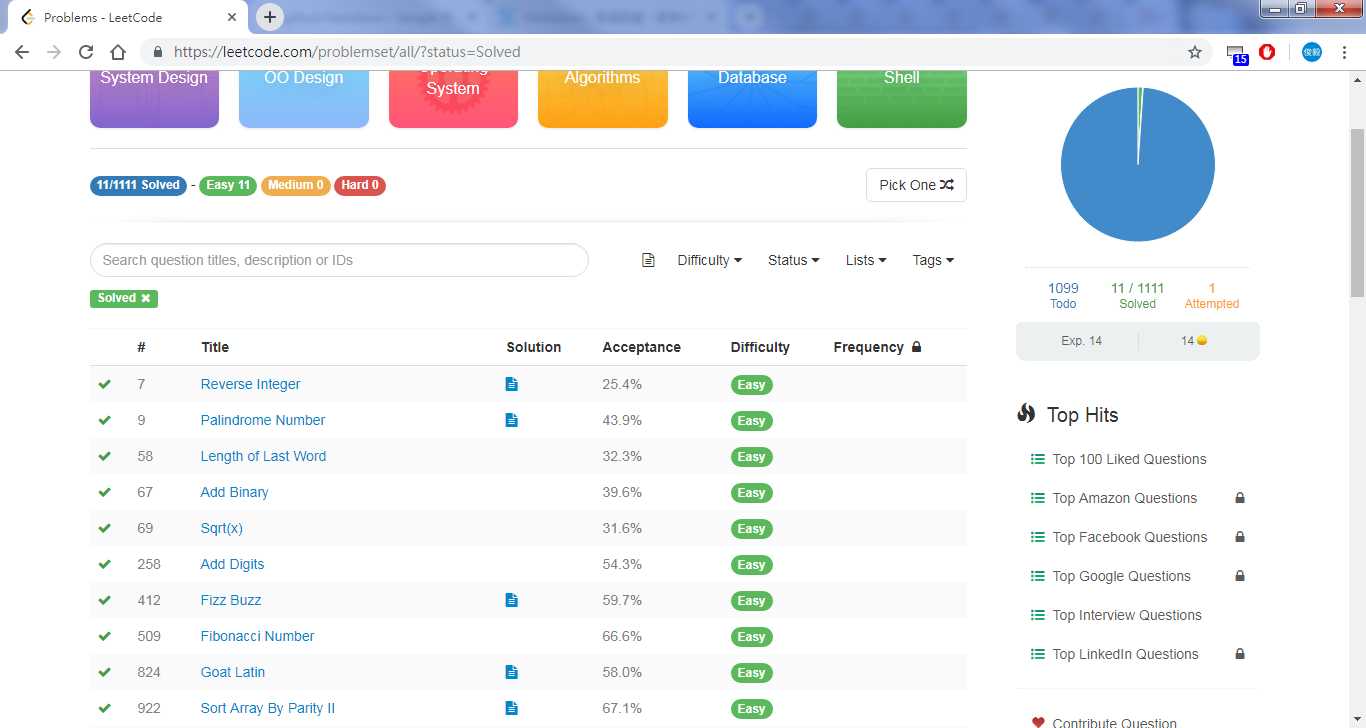 Problems - LeetCode
https://leetcode.com/problemset/all/?status=Solved
15
俊毅
System Design
OO Design
Operating System
Algorithms
Database
Shell
11/1111 Solved - Easy 11 Medium 0 Hard 0
Pick One
Search question titles, description or IDs
Difficulty Status Lists Tags
Solved
# Title Solution Acceptance Difficulty Frequency
7 Reverse Integer 25.4% Easy
9 Palindrome Number 43.9% Easy
58 Length of Last Word 32.3% Easy
67 Add Binary 39.6% Easy
69 Sqrt(x) 31.6% Easy
258 Add Digits 54.3% Easy
412 Fizz Buzz 59.7% Easy
509 Fibonacci Number 66.6% Easy
824 Goat Latin 58.0% Easy
922 Sort Array By Parity II 67.1% Easy
1099 11 / 1111 1
Todo Solved Attempted
Exp. 14 14
Top Hits
Top 100 Liked Questions
Top Amazon Questions
Top Facebook Questions
Top Google Questions
Top Interview Questions
Top LinkedIn Questions
Contribute Question